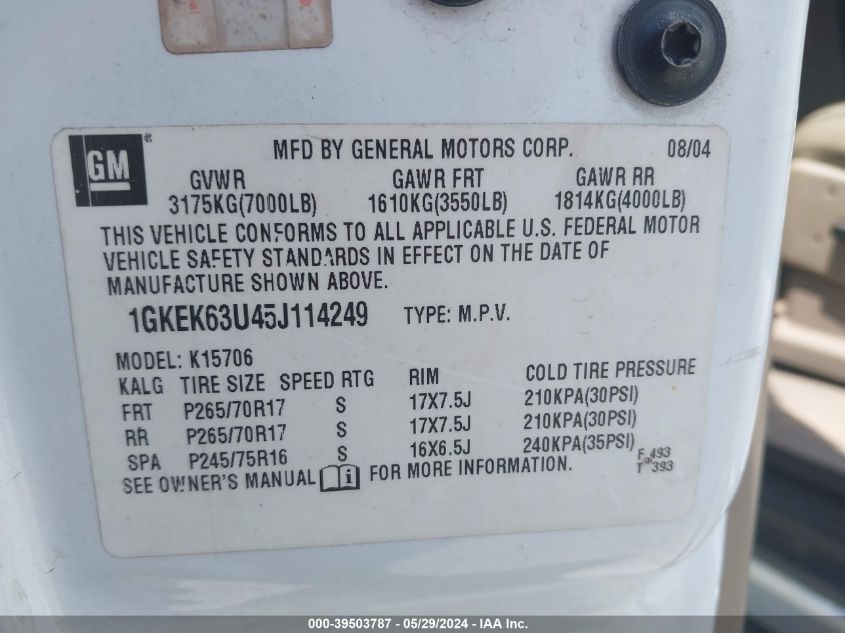 GM ®
MFD BY GENERAL MOTORS CORP. 08/04
GVWR GAWR FRT GAWR RR
3175KG(7000LB) 1610KG(3550LB) 1814KG(4000LB)
THIS VEHICLE CONFORMS TO ALL APPLICABLE U.S. FEDERAL MOTOR
VEHICLE SAFETY STANDARDS IN EFFECT ON THE DATE OF
MANUFACTURE SHOWN ABOVE.
1GKEK63U45J114249 TYPE: M.P.V.
MODEL: K15706
KALG TIRE SIZE SPEED RTG RIM COLD TIRE PRESSURE
FRT P265/70R17 S 17X7.5J 210KPA(30PSI)
RR P265/70R17 S 17X7.5J 210KPA(30PSI)
SPA P245/75R16 S 16X6.5J 240KPA(35PSI)
SEE OWNER'S MANUAL i FOR MORE INFORMATION.
F 493
T 393
000-39503787 - 05/29/2024 - IAA Inc.